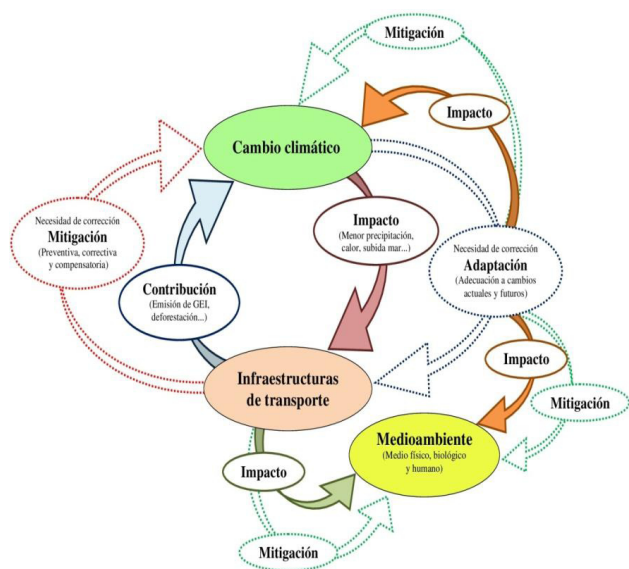 Mitigación
Impacto
Cambio climático
Necesidad de corrección
Mitigación
(Preventiva, correctiva
y compensatoria)
Impacto
(Menor precipitación,
calor, subida mar...)
Necesidad de corrección
Adaptación
(Adecuación a cambios
actuales y futuros)
Contribución
(Emisión de GEI,
deforestación...)
Impacto
Infraestructuras
de transporte
Mitigación
Medioambiente
(Medio físico, biológico
y humano)
Impacto
Mitigación